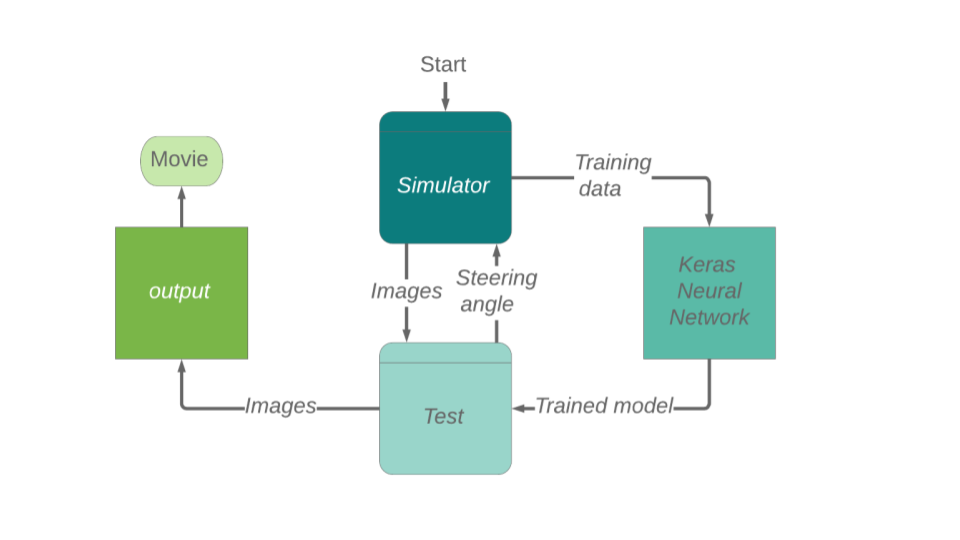 Start
Movie
Simulator
Training
data
output
Images
Steering
angle
Keras
Neural
Network
Images
Test
Trained model